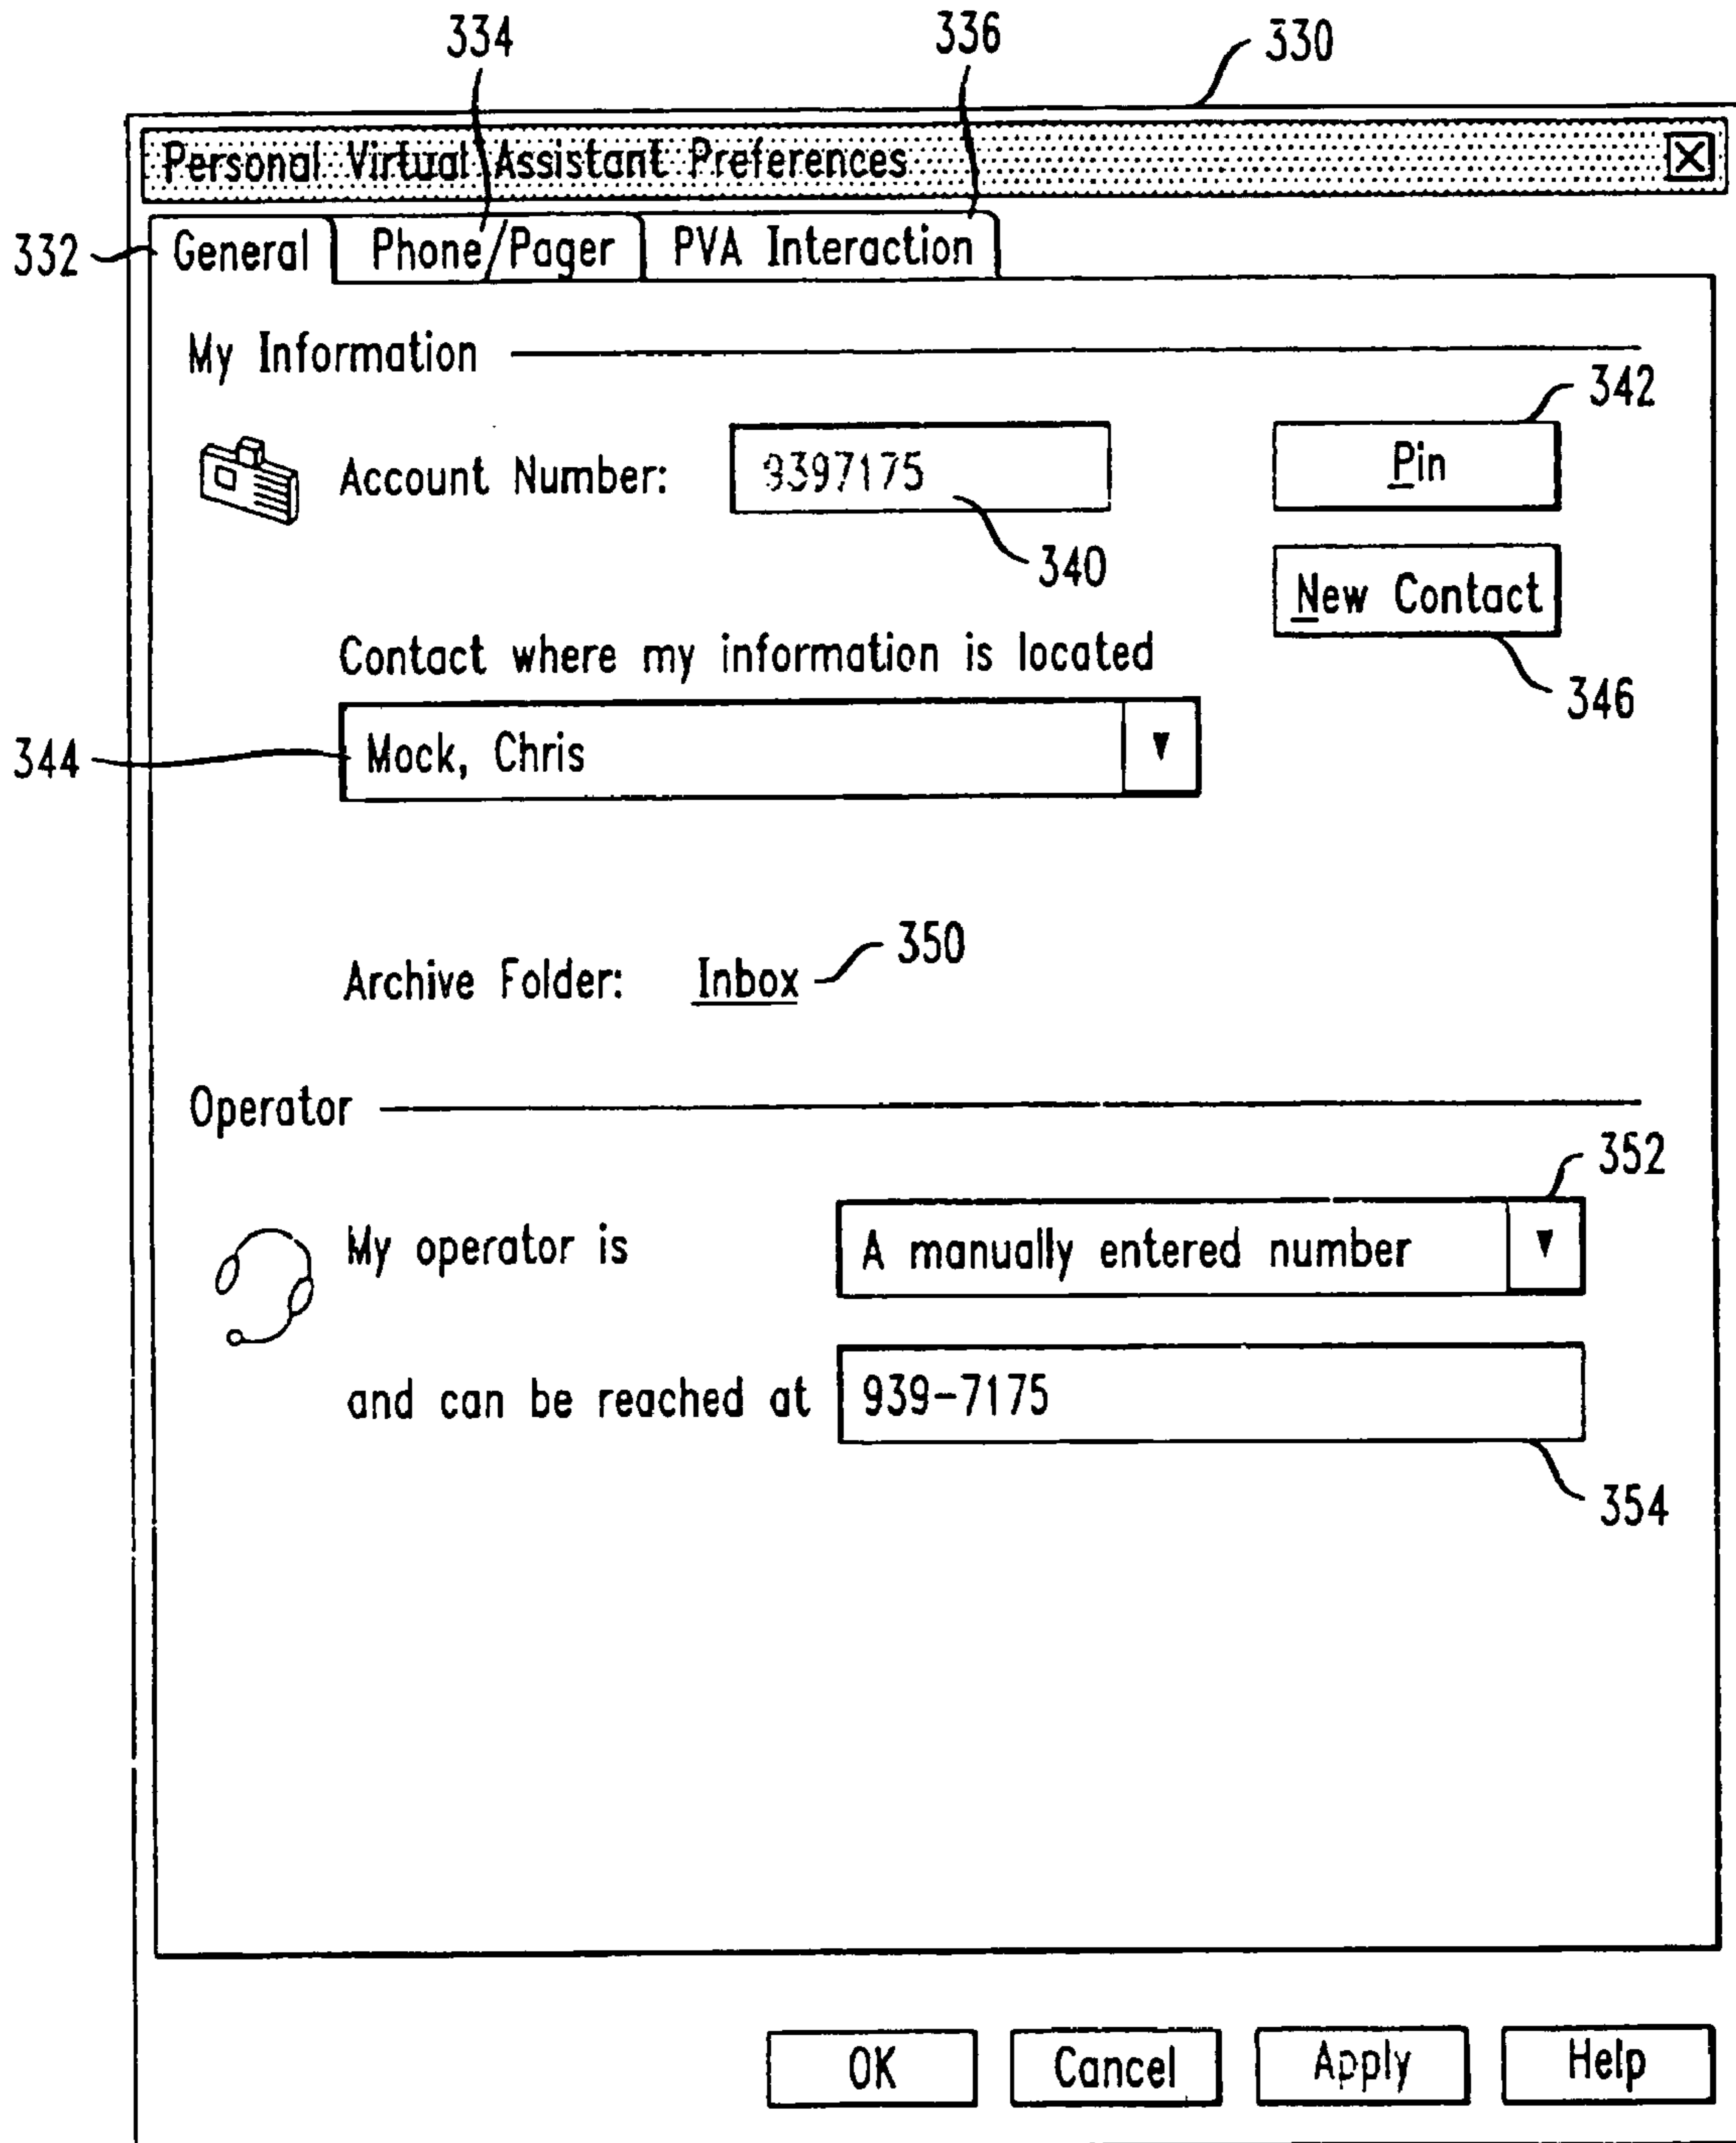 334 336 330
Personal Virtual Assistant Preferences
332 General Phone/Pager PVA Interaction
My Information
342
Account Number: 9397175 Pin
340
New Contact
Contact where my information is located
346
344 Mock, Chris
Archive Folder: Inbox 350
Operator
352
My operator is A manually entered number
and can be reached at 939-7175
354
OK Cancel Apply Help